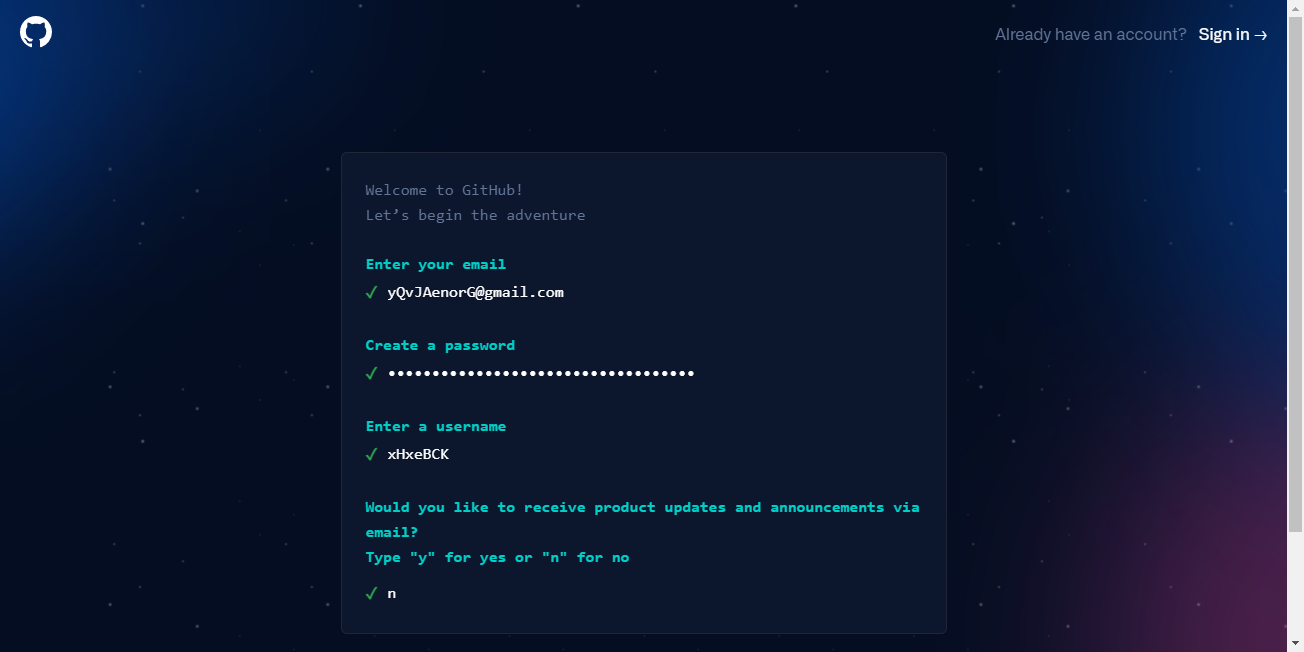 Already have an account? Sign in →
Welcome to GitHub!
Let’s begin the adventure
Enter your email
✓ yQvJAenorG@gmail.com
Create a password
✓ •••••••••••••••••••••••••••••••••••
Enter a username
✓ xHxeBCK
Would you like to receive product updates and announcements via
email?
Type "y" for yes or "n" for no
✓ n